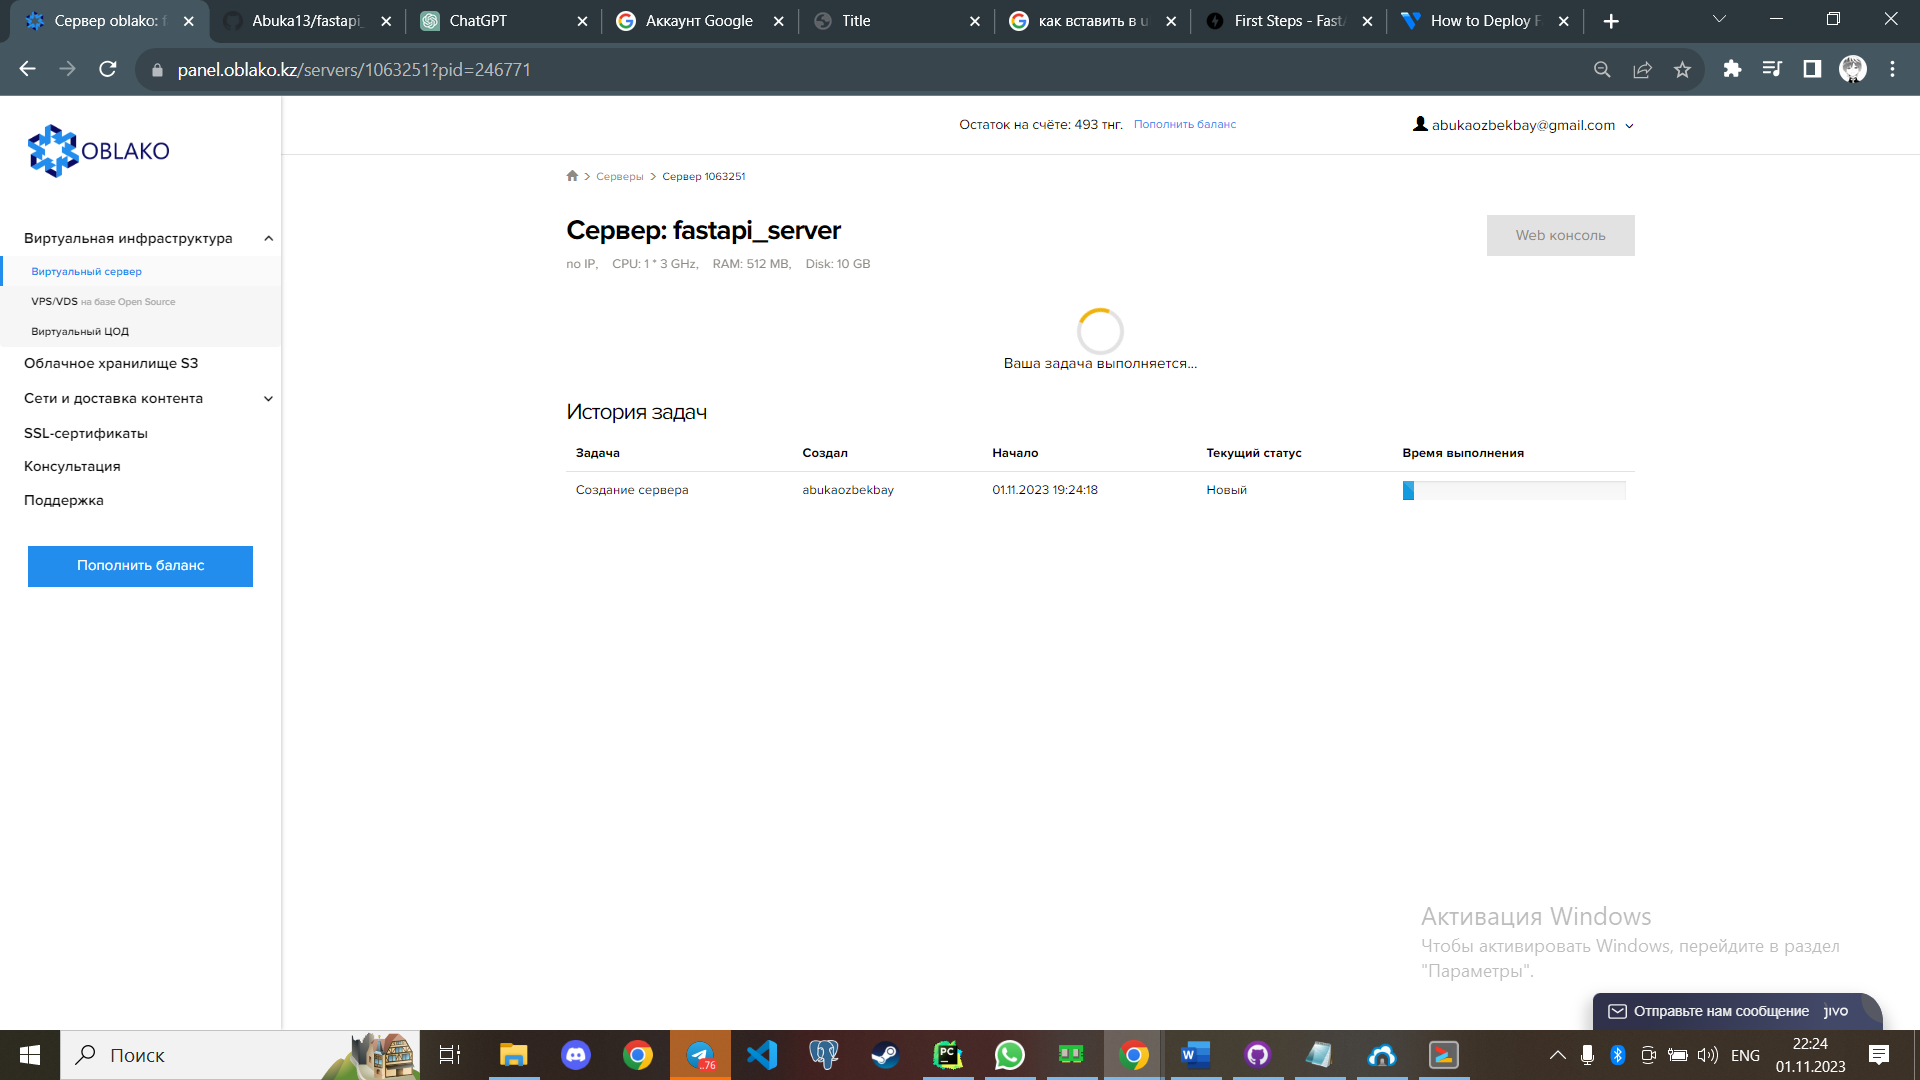 Сервер oblako: f
Abuka13/fastapi_
ChatGPT
Аккаунт Google
Title
как вставить в u
First Steps - Fast
How to Deploy F
panel.oblako.kz/servers/1063251?pid=246771
OBLAKO
Остаток на счёте: 493 тнг. Пополнить баланс
abukaozbekbay@gmail.com
Серверы > Сервер 1063251
Виртуальная инфраструктура
Виртуальный сервер
VPS/VDS на базе Open Source
Виртуальный ЦОД
Облачное хранилище S3
Сети и доставка контента
SSL-сертификаты
Консультация
Поддержка
Пополнить баланс
Сервер: fastapi_server
Web консоль
no IP, CPU: 1 * 3 GHz, RAM: 512 MB, Disk: 10 GB
Ваша задача выполняется...
История задач
Задача Создал Начало Текущий статус Время выполнения
Создание сервера abukaozbekbay 01.11.2023 19:24:18 Новый
Активация Windows
Чтобы активировать Windows, перейдите в раздел
"Параметры".
Отправьте нам сообщение jivo
Поиск
..76
PC
W
ENG
22:24
01.11.2023